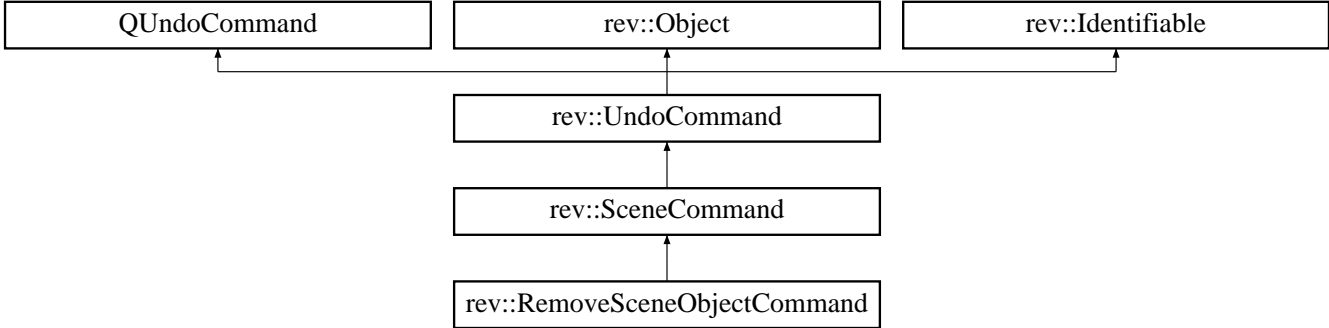 QUndoCommand
rev::Object
rev::Identifiable
rev::UndoCommand
rev::SceneCommand
rev::RemoveSceneObjectCommand